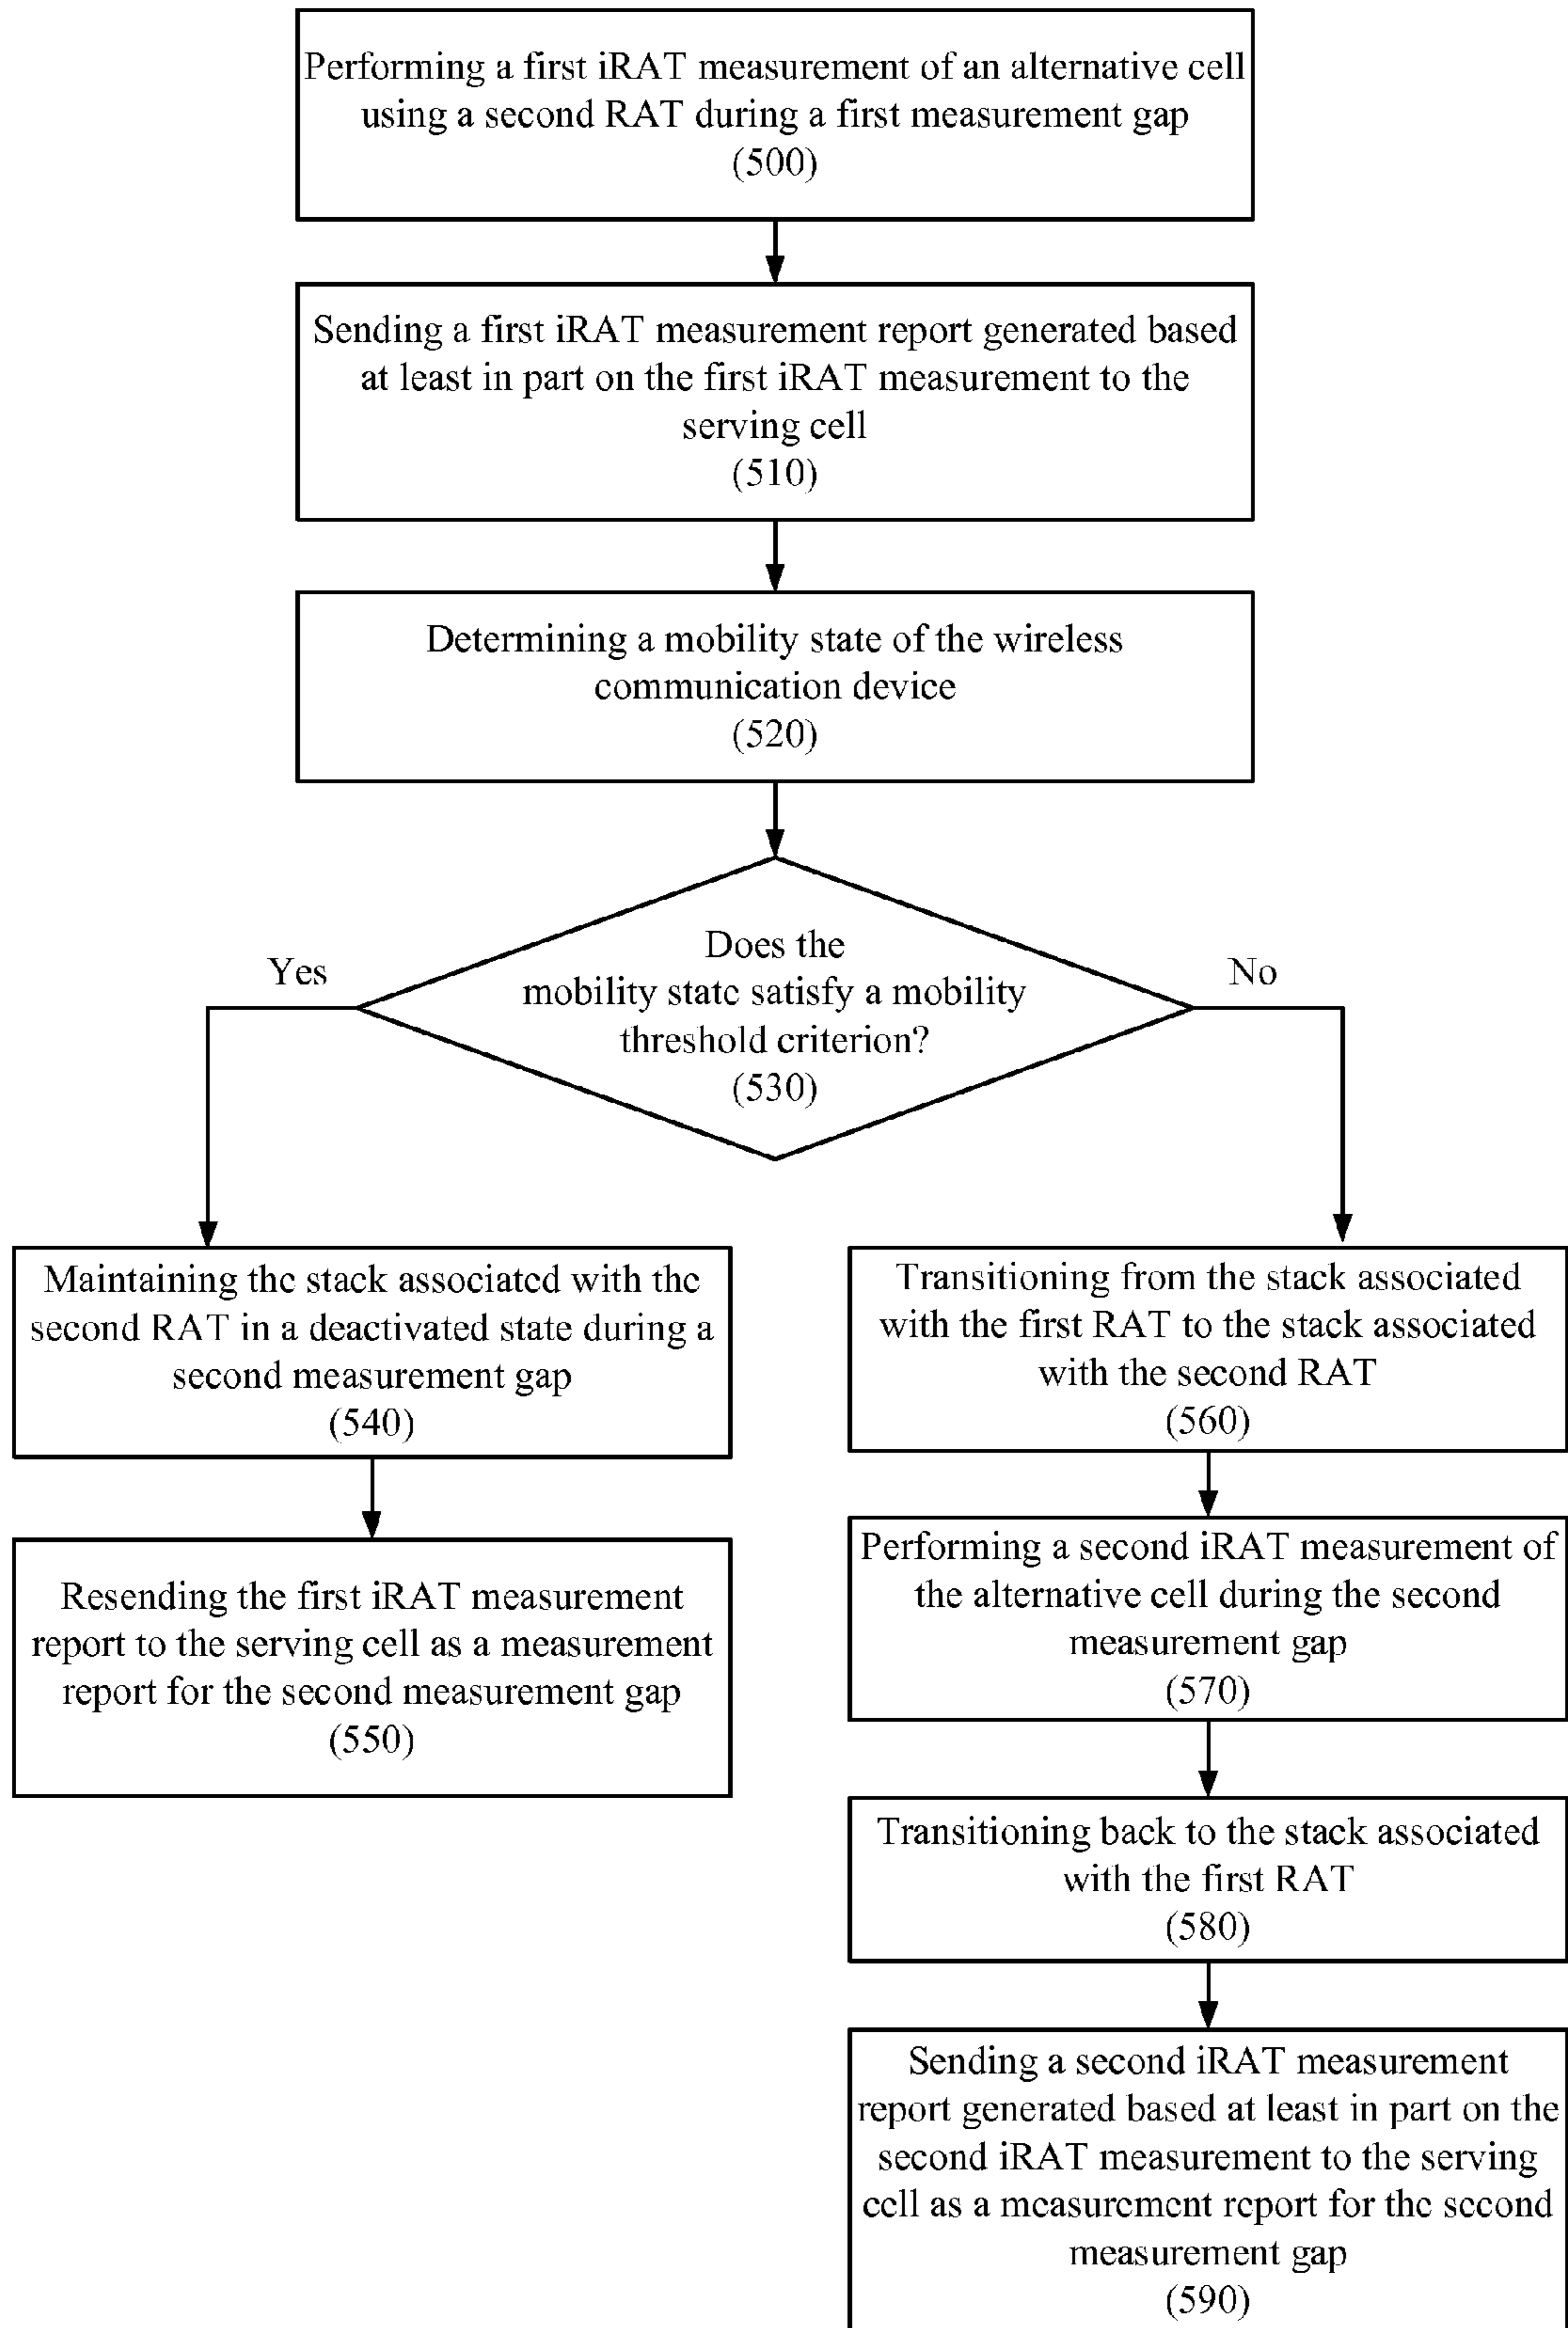 Performing a first iRAT measurement of an alternative cell
using a second RAT during a first measurement gap
(500)
Sending a first iRAT measurement report generated based
at least in part on the first iRAT measurement to the
serving cell
(510)
Determining a mobility state of the wireless
communication device
(520)
Does the
mobility state satisfy a mobility
threshold criterion?
(530)
Yes
No
Maintaining the stack associated with the
second RAT in a deactivated state during a
second measurement gap
(540)
Resending the first iRAT measurement
report to the serving cell as a measurement
report for the second measurement gap
(550)
Transitioning from the stack associated
with the first RAT to the stack associated
with the second RAT
(560)
Performing a second iRAT measurement of
the alternative cell during the second
measurement gap
(570)
Transitioning back to the stack associated
with the first RAT
(580)
Sending a second iRAT measurement
report generated based at least in part on the
second iRAT measurement to the serving
cell as a measurement report for the second
measurement gap
(590)